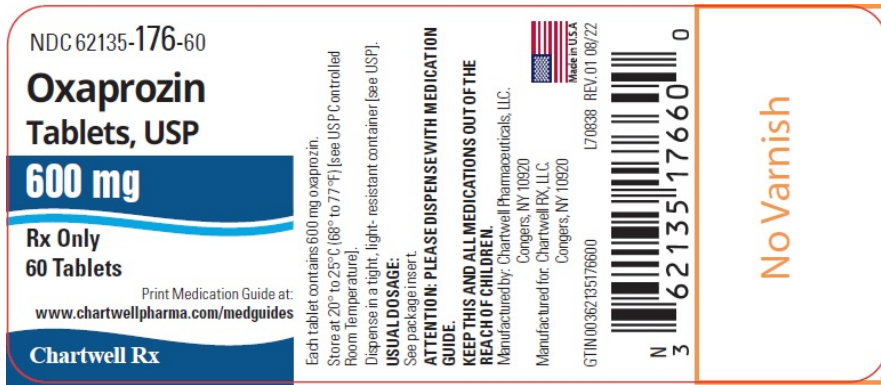 NDC 62135-176-60
Oxaprozin
Tablets, USP
600 mg
Rx Only
60 Tablets
Print Medication Guide at:
www.chartwellpharma.com/medguides
Chartwell Rx
Each tablet contains 600 mg oxaprozin.
Store at 20° to 25°C (68° to 77°F) [see USP Controlled
Room Temperature].
Dispense in a tight, light- resistant container [see USP].
USUAL DOSAGE:
See package insert.
ATTENTION: PLEASE DISPENSE WITH MEDICATION
GUIDE.
KEEP THIS AND ALL MEDICATIONS OUT OF THE
REACH OF CHILDREN.
Manufactured by: Chartwell Pharmaceuticals, LLC.
Congers, NY 10920
Manufactured for: Chartwell RX, LLC.
Congers, NY 10920
Made in U.S.A
GTIN 00362135176600 L70838 REV.01 08/22
N
3 62135 17660 0
No Varnish